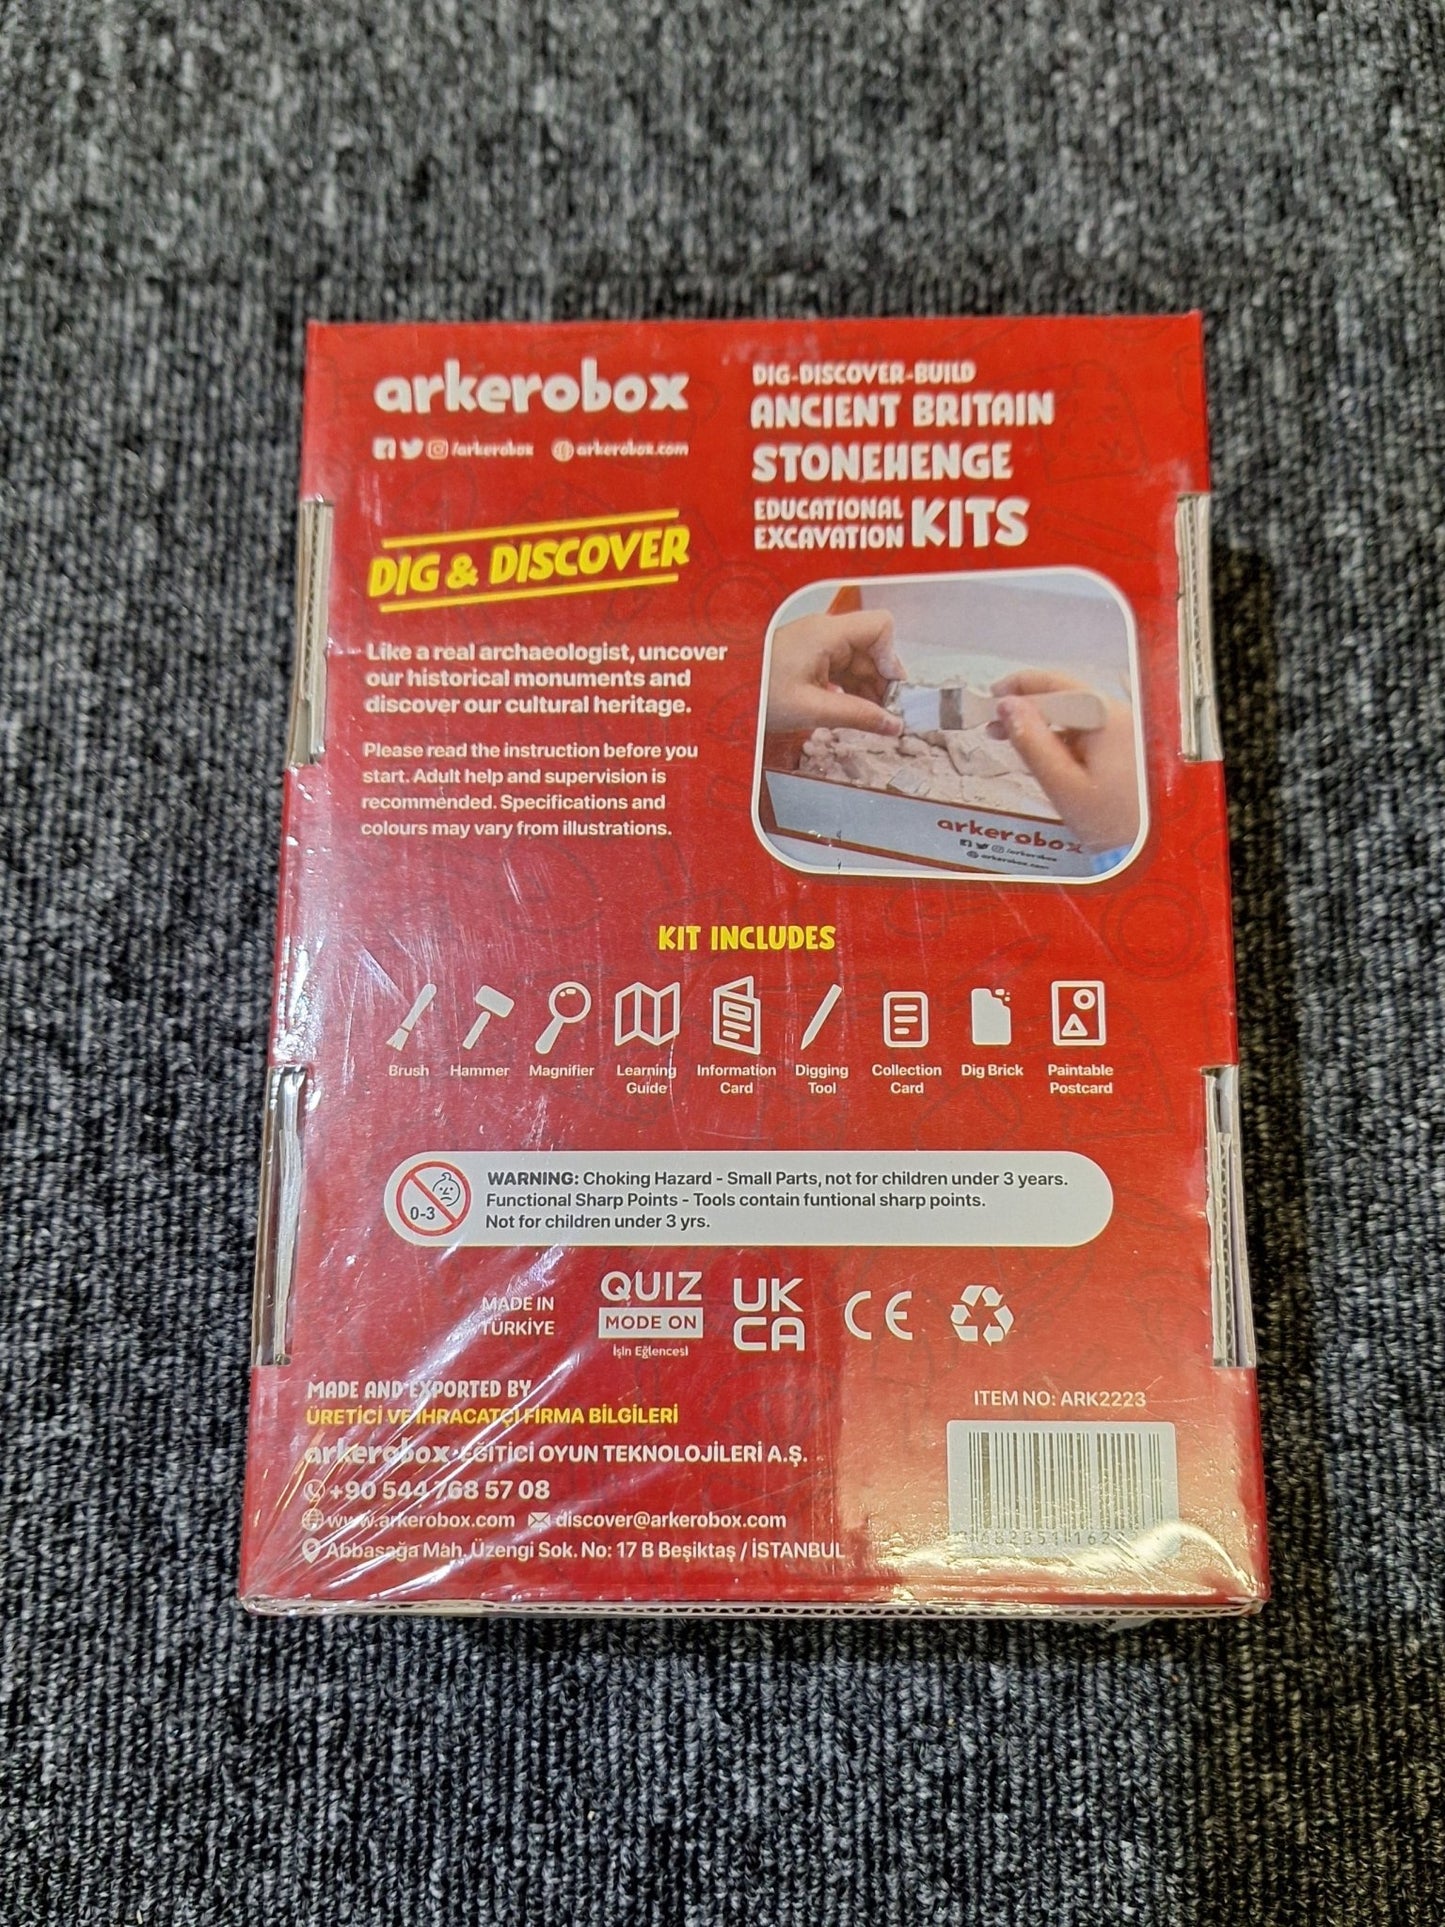 arkerobox
/arkerobox arkerobox.com
DIG-DISCOVER-BUILD
ANCIENT BRITAIN
STONEHENGE
EDUCATIONAL
EXCAVATION KITS
DIG & DISCOVER
Like a real archaeologist, uncover
our historical monuments and
discover our cultural heritage.
Please read the instruction before you
start. Adult help and supervision is
recommended. Specifications and
colours may vary from illustrations.
arkerobox
/arkerobox
arkerobox.com
KIT INCLUDES
Brush
Hammer
Magnifier
Learning
Guide
Information
Card
Digging
Tool
Collection
Card
Dig Brick
Paintable
Postcard
0-3
WARNING: Choking Hazard - Small Parts, not for children under 3 years.
Functional Sharp Points - Tools contain funtional sharp points.
Not for children under 3 yrs.
MADE IN
TÜRKİYE
QUIZ
MODE ON
İşin Eğlencesi
UK
CA
CE
MADE AND EXPORTED BY
ÜRETİCİ VE İHRACATÇI FİRMA BİLGİLERİ
arkerobox EĞİTİCİ OYUN TEKNOLOJİLERİ A.Ş.
+90 544 768 57 08
www.arkerobox.com discover@arkerobox.com
Abbasağa Mah. Üzengi Sok. No: 17 B Beşiktaş / İSTANBUL
ITEM NO: ARK2223